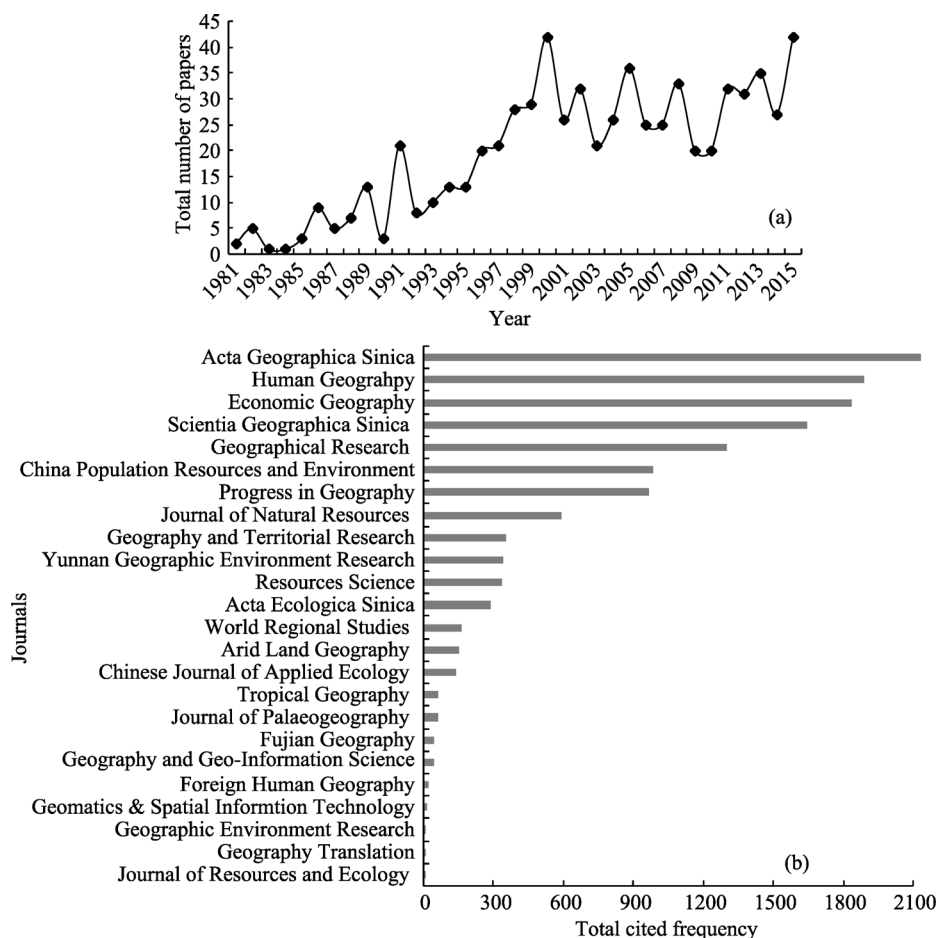 45
40
35
30
25
20
15
10
5
0
Total number of papers
(a)
1981 1983 1985 1987 1989 1991 1993 1995 1997 1999 2001 2003 2005 2007 2009 2011 2013 2015
Year
Journals
Acta Geographica Sinica
Human Geograhpy
Economic Geography
Scientia Geographica Sinica
Geographical Research
China Population Resources and Environment
Progress in Geography
Journal of Natural Resources
Geography and Territorial Research
Yunnan Geographic Environment Research
Resources Science
Acta Ecologica Sinica
World Regional Studies
Arid Land Geography
Chinese Journal of Applied Ecology
Tropical Geography
Journal of Palaeogeography
Fujian Geography
Geography and Geo-Information Science
Foreign Human Geography
Geomatics & Spatial Informtion Technology
Geographic Environment Research
Geography Translation
Journal of Resources and Ecology
(b)
0 300 600 900 1200 1500 1800 2100
Total cited frequency